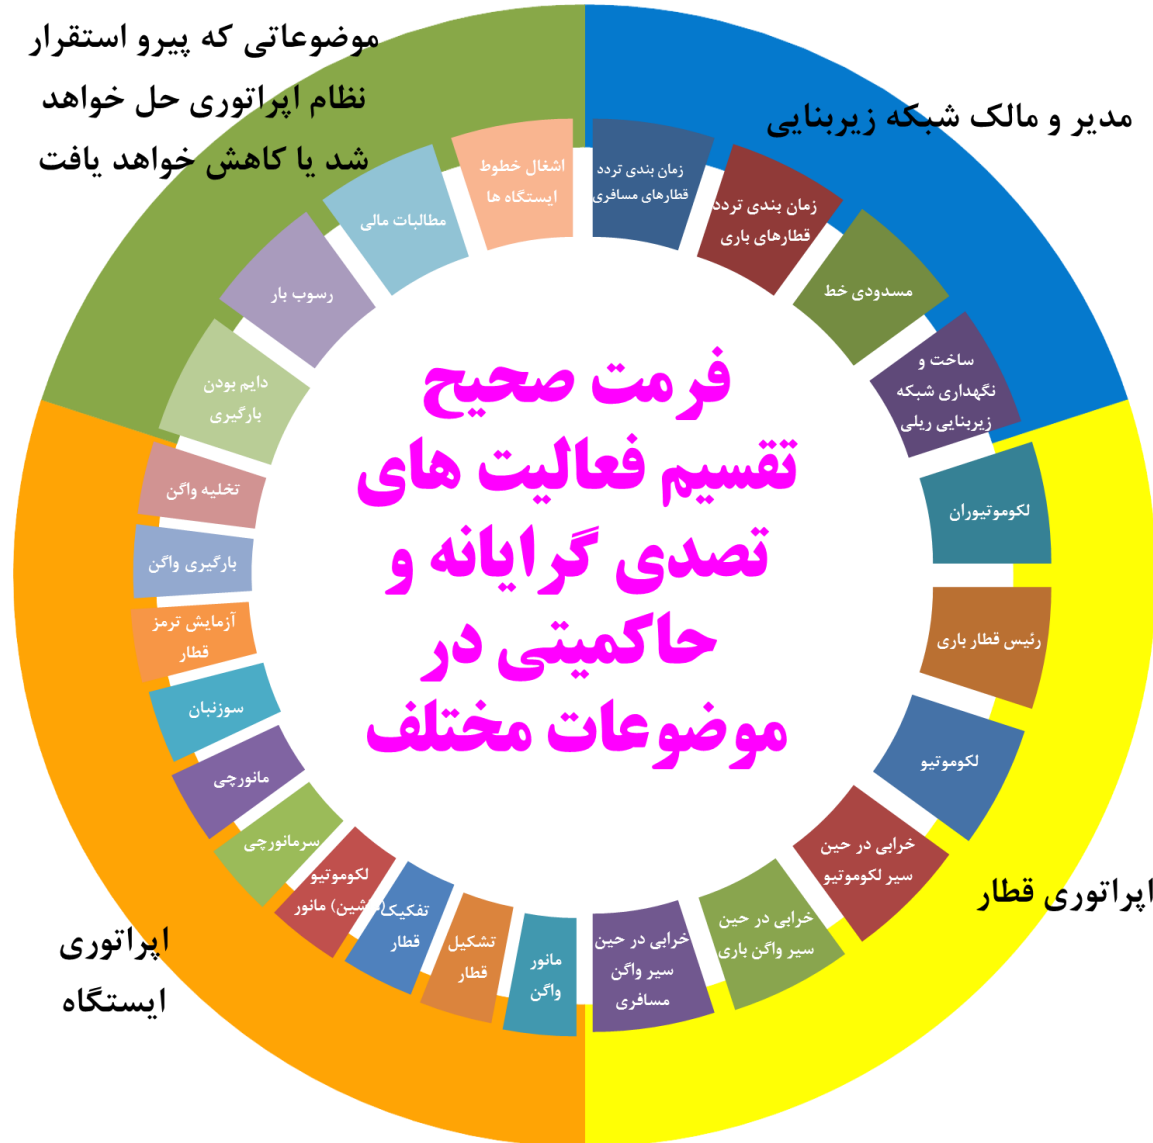 موضوعاتی که پیرو استقرار
نظام اپراتوری حل خواهد
شد یا کاهش خواهد یافت
مدیر و مالک شبکه زیربنایی
زمان بندی تردد
قطارهای مسافری
زمان بندی تردد
قطارهای باری
مسدودی خط
ساخت و
نگهداری شبکه
زیربنایی ریلی
لکوموتیوران
رئیس قطار باری
لکوموتیو
خرابی در حین
سیر لکوموتیو
خرابی در حین
سیر واگن باری
خرابی در حین
سیر واگن
مسافری
اپراتوری قطار
مانور
واگن
تشکیل
قطار
تفکیک
قطار
لکوموتیو
(ماشین) مانور
سرمانورچی
مانورچی
سوزنبان
آزمایش ترمز
قطار
بارگیری واگن
تخلیه واگن
اپراتوری
ایستگاه
دایم بودن
بارگیری
رسوب بار
مطالبات مالی
اشغال خطوط
ایستگاه ها
فرمت صحیح
تقسیم فعالیت های
تصدی گرایانه و
حاکمیتی در
موضوعات مختلف